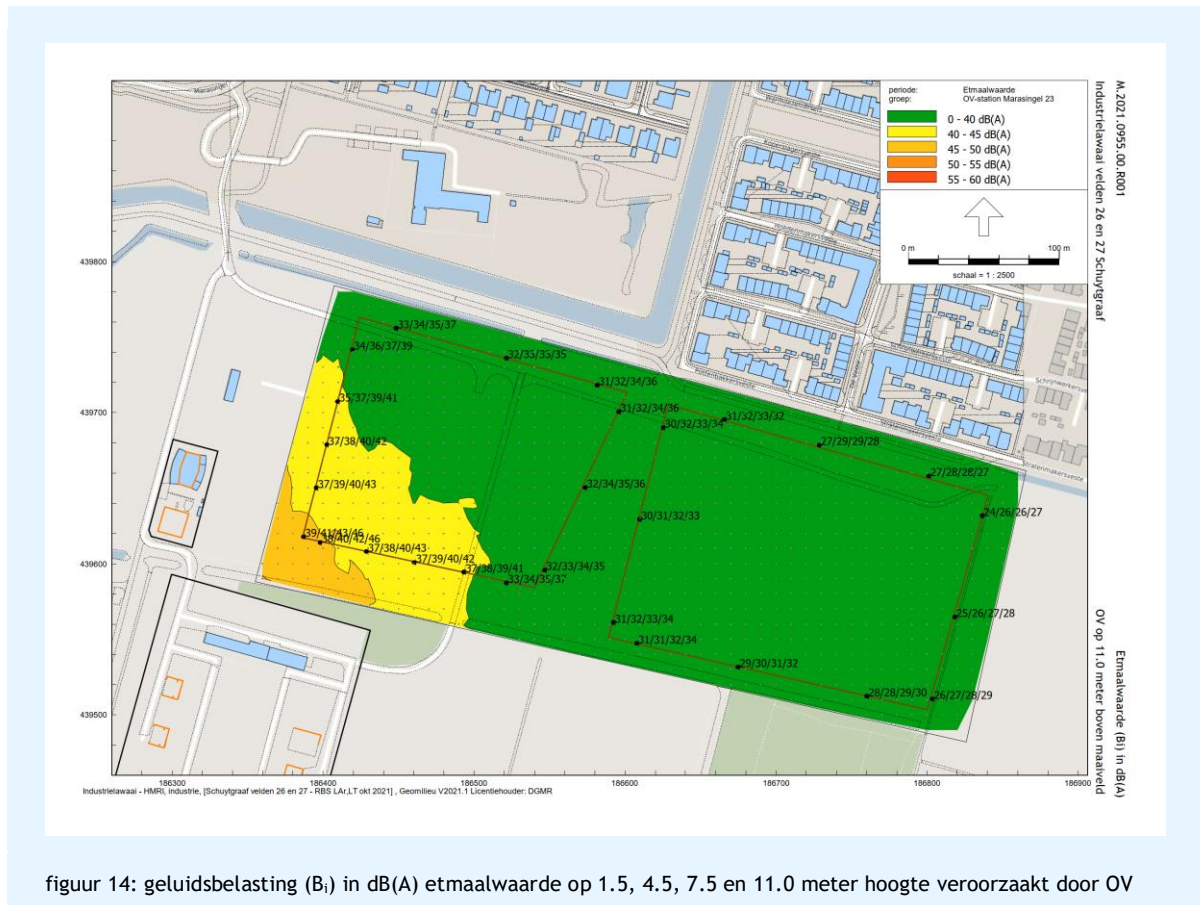 periode: Etmaalwaarde
groep: OV-station Marasingel 23
0 - 40 dB(A)
40 - 45 dB(A)
45 - 50 dB(A)
50 - 55 dB(A)
55 - 60 dB(A)
0 m 100 m
schaal = 1 : 2500
M.2021.0955.00.R001
Industrielawaai velden 26 en 27 Schuytgraaf
Etmaalwaarde (Bi) in dB(A)
OV op 11.0 meter boven maaiveld
Marasingel
439800
439700
439600
439500
33/34/35/37
34/36/37/39
32/33/33/35
31/32/34/36
35/37/39/41
31/32/34/36
30/32/33/34
31/32/33/32
37/38/40/42
27/29/29/28
27/28/28/27
37/39/40/43
32/34/35/36
24/26/26/27
30/31/32/33
39/41/43/46
38/40/42/46
37/38/40/43
37/39/40/42
37/38/39/41
33/34/35/37
32/33/34/35
25/26/27/28
31/32/33/34
31/31/32/34
29/30/31/32
28/28/29/30
26/27/28/29
186300
186400
186500
186600
186700
186800
186900
Industrielawaai - HMRI, industrie, [Schuytgraaf velden 26 en 27 - RBS LAr,LT okt 2021] , Geomilieu V2021.1 Licentiehouder: DGMR
figuur 14: geluidsbelasting (Bi) in dB(A) etmaalwaarde op 1.5, 4.5, 7.5 en 11.0 meter hoogte veroorzaakt door OV